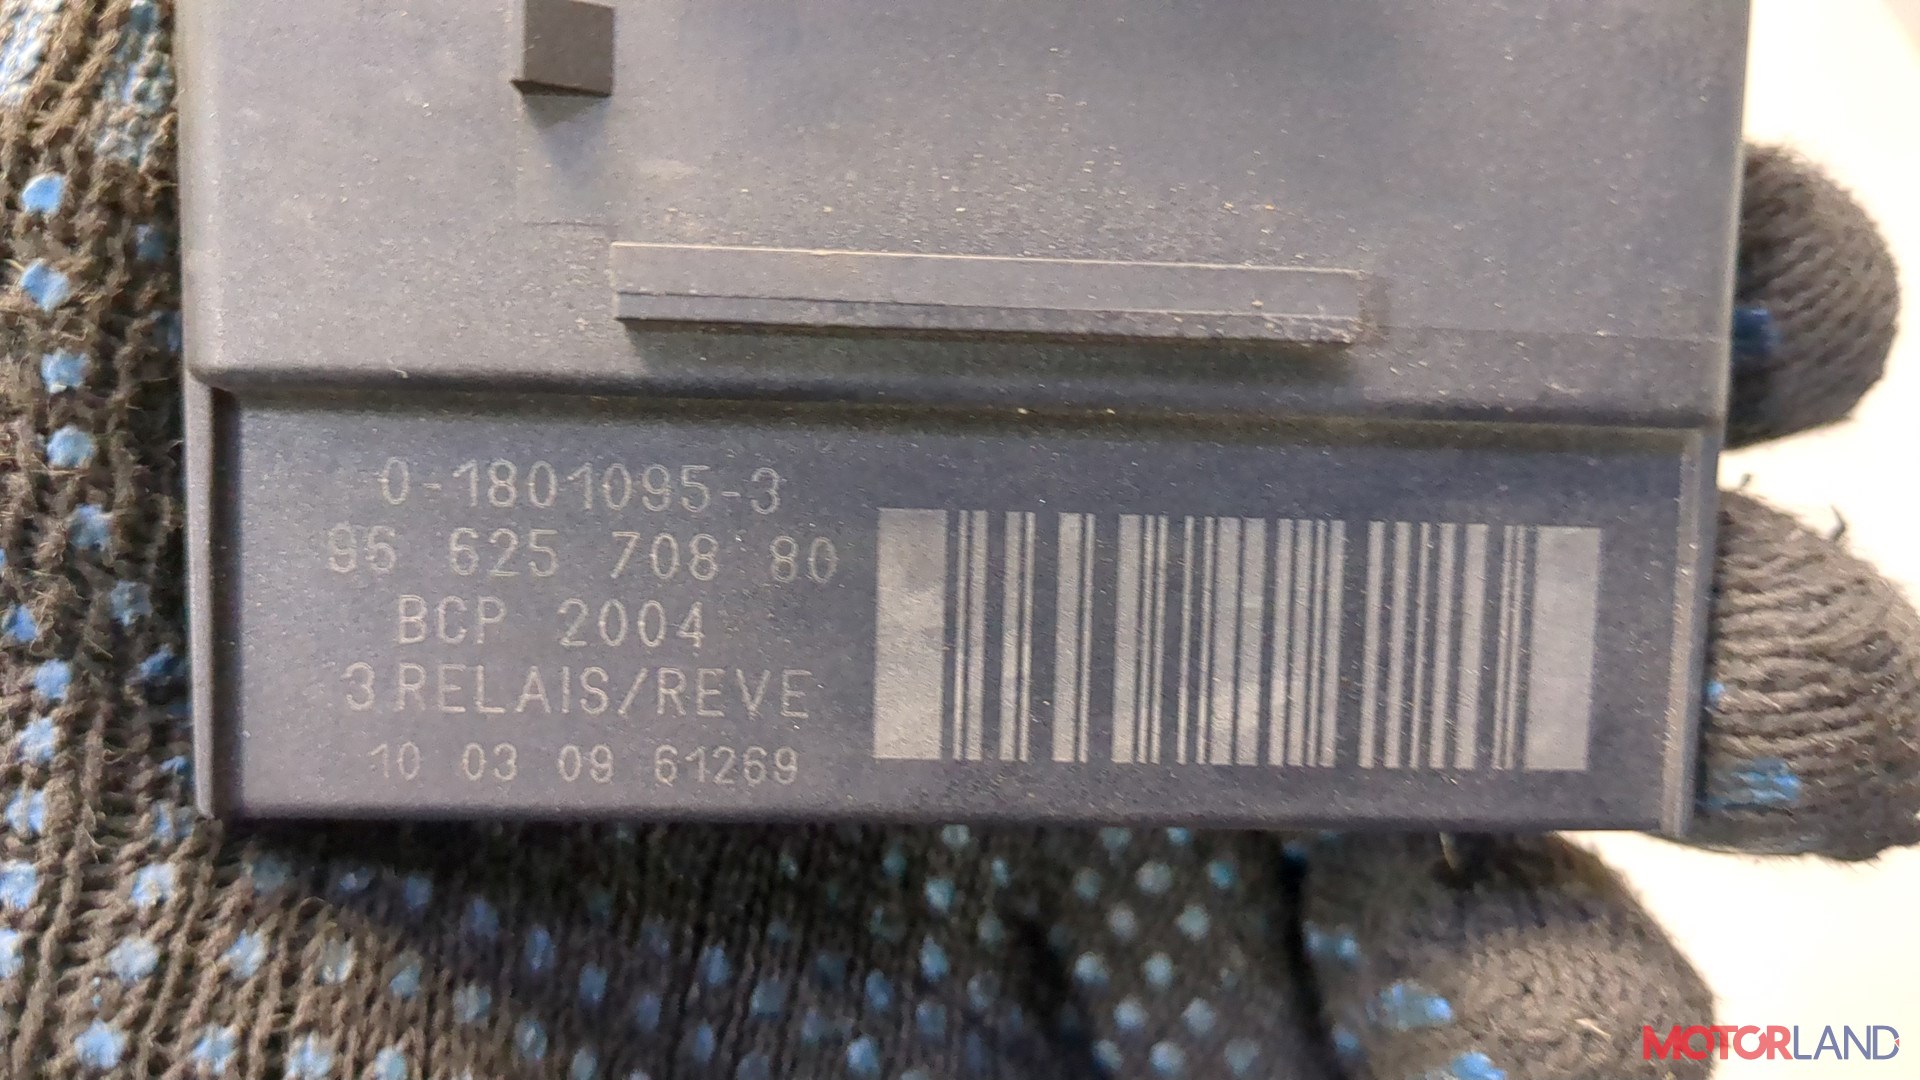 0-1801095-3
96 625 708 80
BCP 2004
3 RELAIS/REVE
10 03 09 61269
MOTORLAND